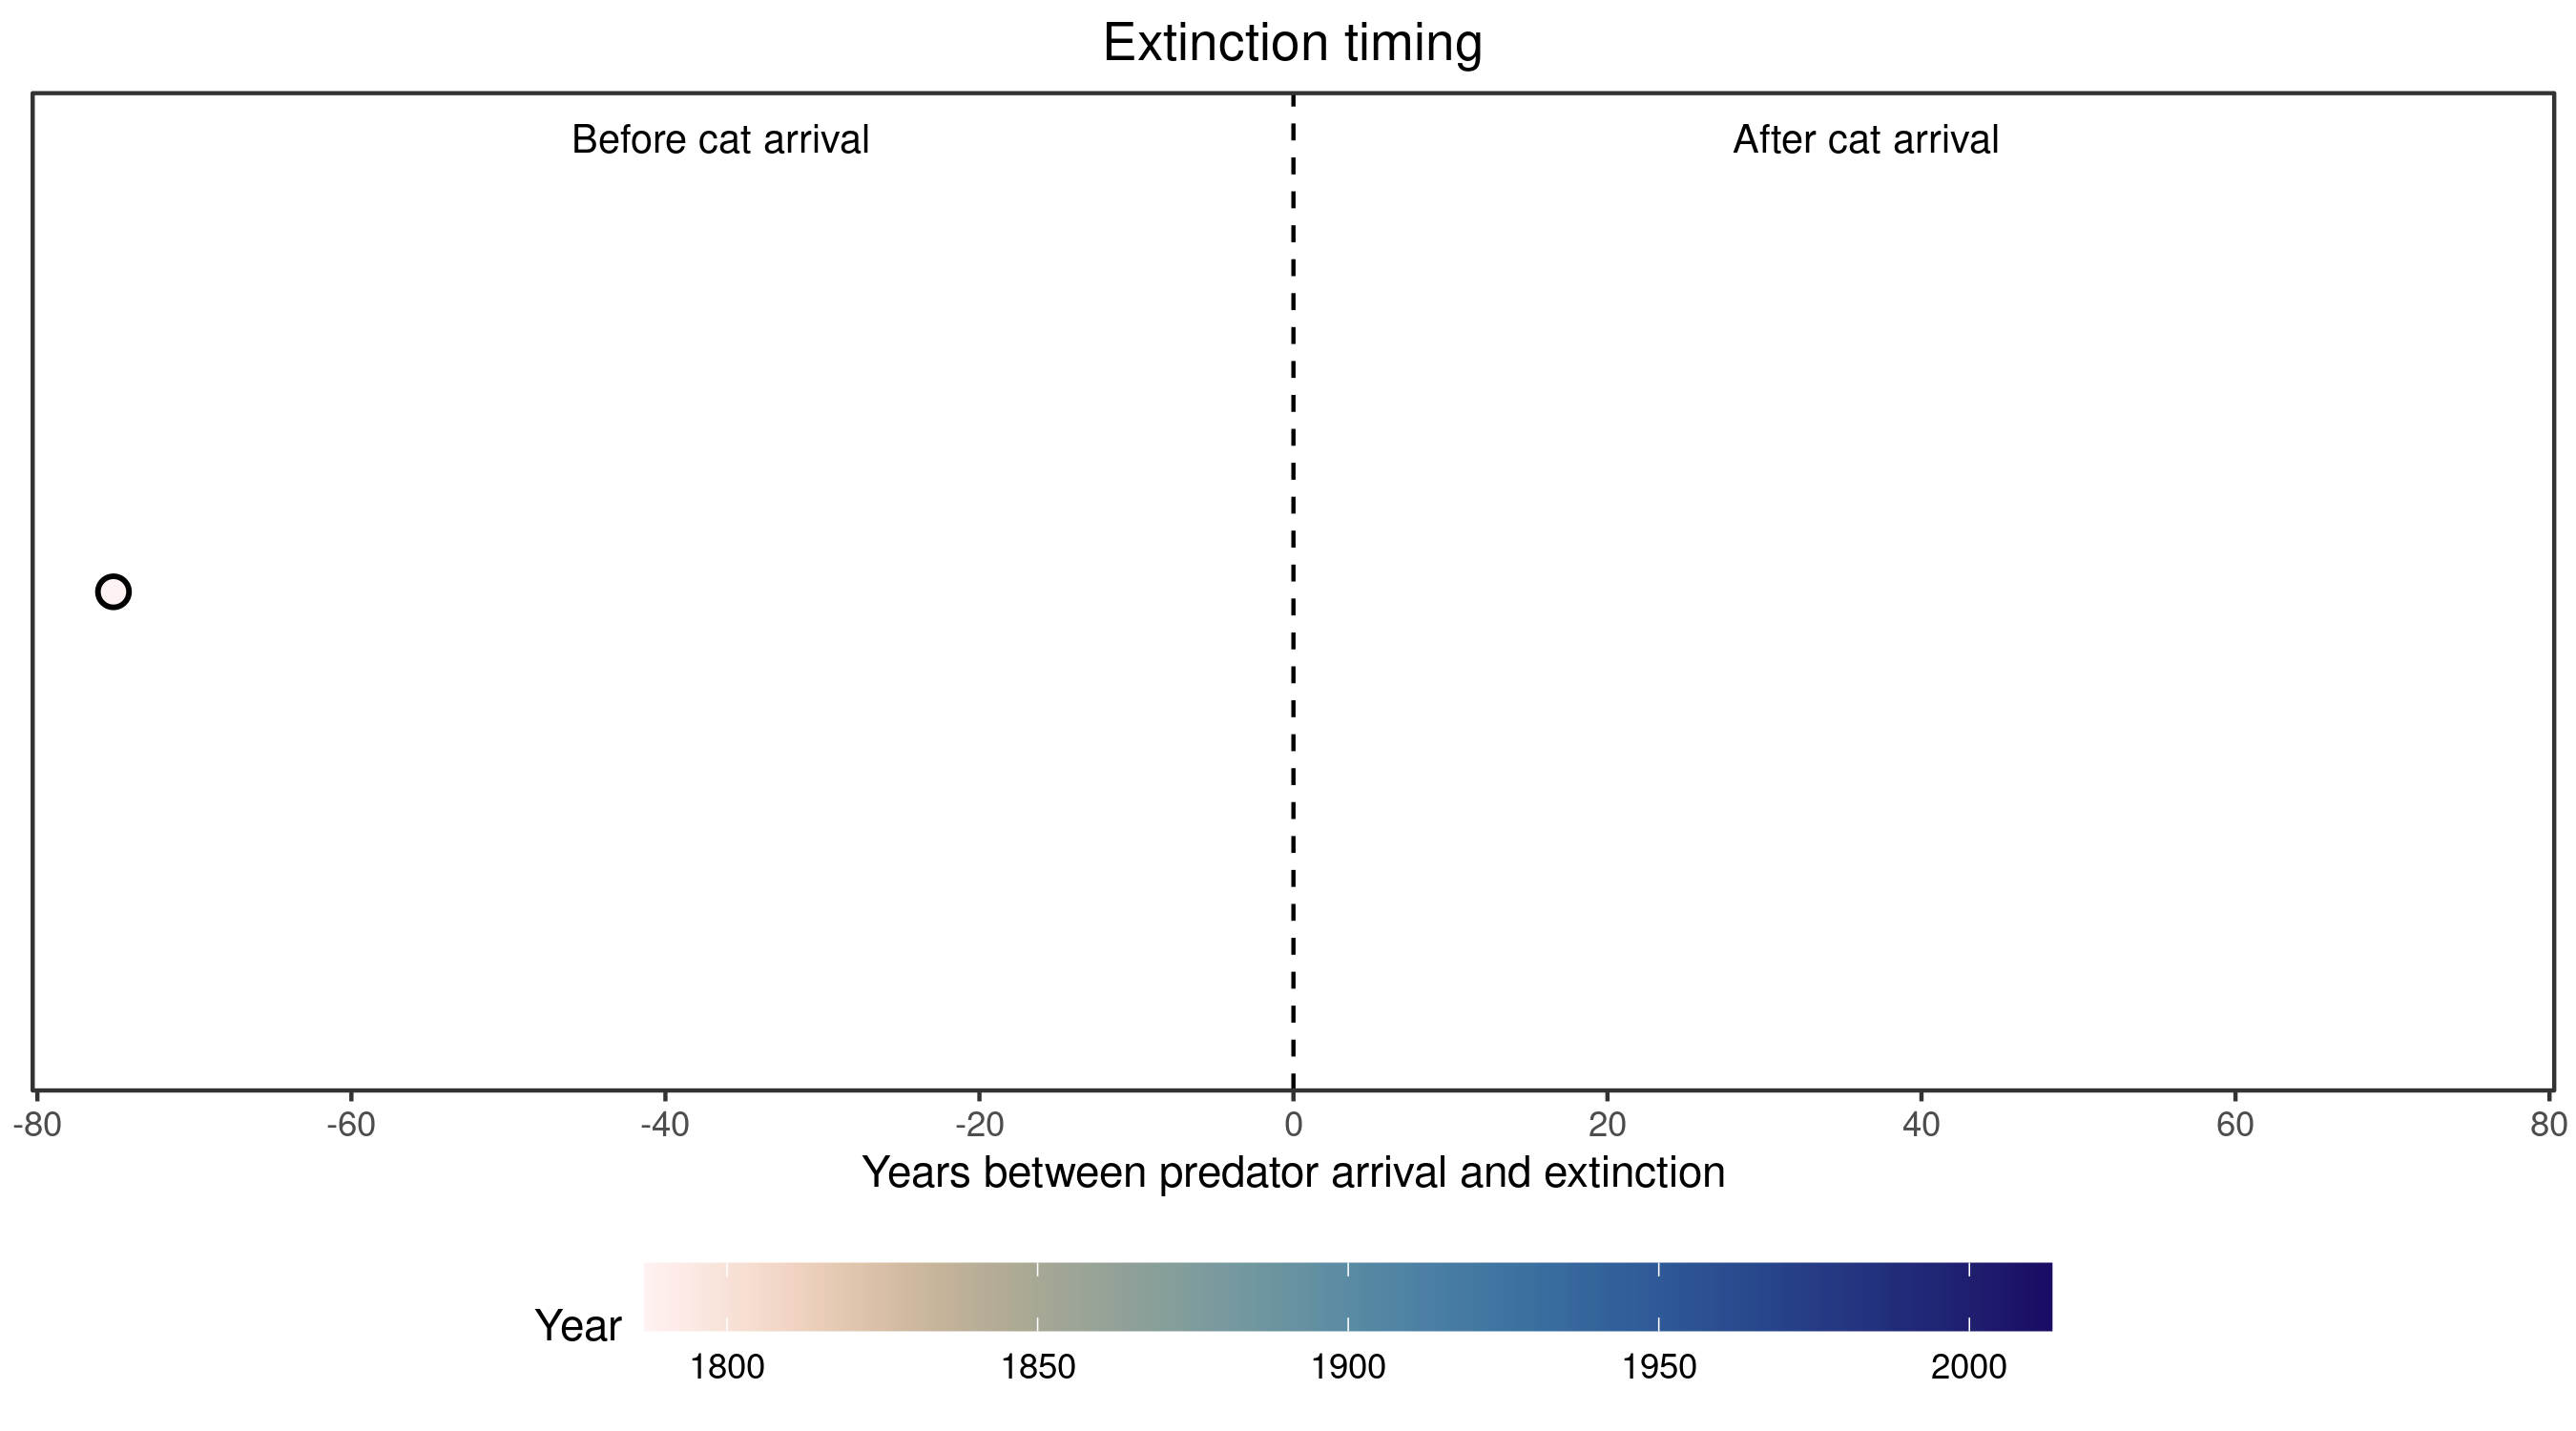 Extinction timing
Before cat arrival
After cat arrival
-80 -60 -40 -20 0 20 40 60 80
Years between predator arrival and extinction
Year
1800 1850 1900 1950 2000